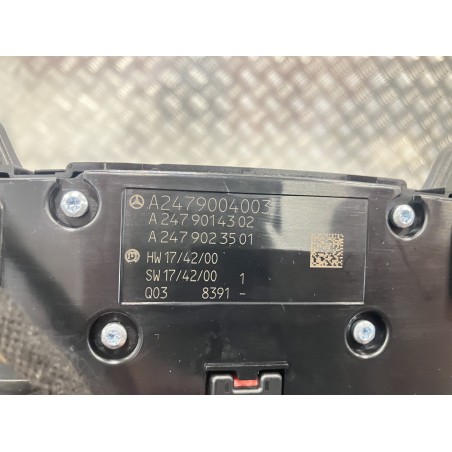 A2479004003
A 247 901 43 02
A 247 902 35 01
HW 17/42/00
SW 17/42/00 1
Q03 8391 -